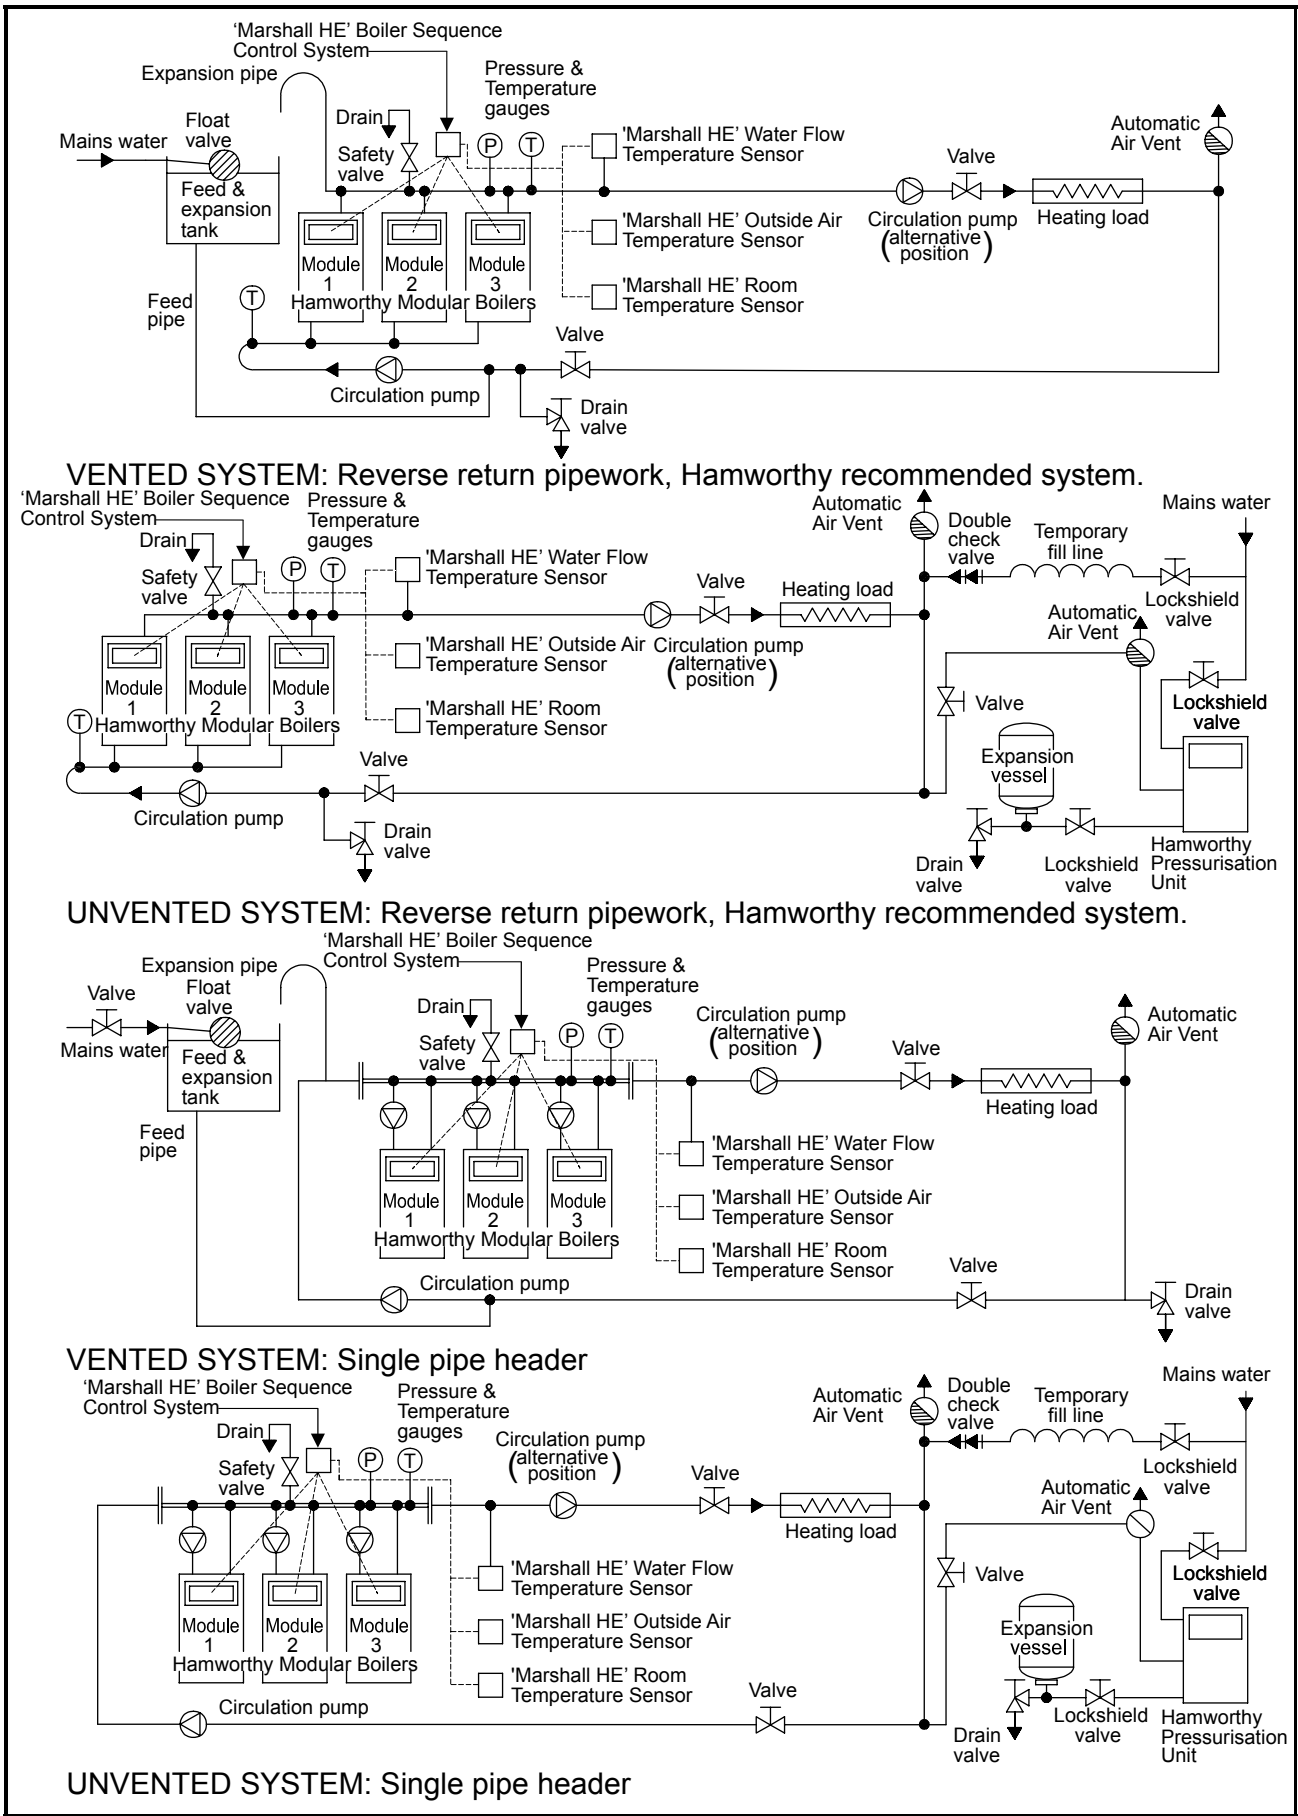 ‘Marshall HE’ Boiler Sequence
Control System
Expansion pipe
Pressure &
Temperature
gauges
Float
valve
Mains water
Drain
Safety
valve
P
T
'Marshall HE’ Water Flow
Temperature Sensor
Valve
Automatic
Air Vent
Feed &
expansion
tank
'Marshall HE’ Outside Air
Temperature Sensor
Circulation pump
(alternative
position)
Heating load
Module
1
Module
2
Module
3
Hamworthy Modular Boilers
'Marshall HE’ Room
Temperature Sensor
T
Feed
pipe
Valve
Circulation pump
Drain
valve
VENTED SYSTEM: Reverse return pipework, Hamworthy recommended system.
‘Marshall HE’ Boiler Sequence
Control System
Pressure &
Temperature
gauges
Drain
Safety
valve
P
T
'Marshall HE’ Water Flow
Temperature Sensor
Valve
Heating load
Automatic
Air Vent
Double
check
valve
Temporary
fill line
Mains water
Lockshield
valve
Automatic
Air Vent
'Marshall HE’ Outside Air
Temperature Sensor
Circulation pump
(alternative
position)
Module
1
Module
2
Module
3
Hamworthy Modular Boilers
T
'Marshall HE’ Room
Temperature Sensor
Valve
Lockshield
valve
Expansion
vessel
Valve
Circulation pump
Drain
valve
Drain
valve
Lockshield
valve
Hamworthy
Pressurisation
Unit
UNVENTED SYSTEM: Reverse return pipework, Hamworthy recommended system.
‘Marshall HE’ Boiler Sequence
Control System
Expansion pipe
Pressure &
Temperature
gauges
Valve
Float
valve
Mains water
Drain
Safety
valve
P
T
Circulation pump
(alternative
position)
Valve
Automatic
Air Vent
Feed &
expansion
tank
Heating load
Feed
pipe
'Marshall HE’ Water Flow
Temperature Sensor
Module
1
Module
2
Module
3
Hamworthy Modular Boilers
'Marshall HE’ Outside Air
Temperature Sensor
'Marshall HE’ Room
Temperature Sensor
Circulation pump
Valve
Drain
valve
VENTED SYSTEM: Single pipe header
‘Marshall HE’ Boiler Sequence
Control System
Pressure &
Temperature
gauges
Drain
Safety
valve
P
T
Circulation pump
(alternative
position)
Valve
Heating load
Automatic
Air Vent
Double
check
valve
Temporary
fill line
Mains water
Lockshield
valve
Automatic
Air Vent
'Marshall HE’ Water Flow
Temperature Sensor
Valve
Lockshield
valve
Module
1
Module
2
Module
3
Hamworthy Modular Boilers
'Marshall HE’ Outside Air
Temperature Sensor
'Marshall HE’ Room
Temperature Sensor
Expansion
vessel
Circulation pump
Valve
Drain
valve
Lockshield
valve
Hamworthy
Pressurisation
Unit
UNVENTED SYSTEM: Single pipe header